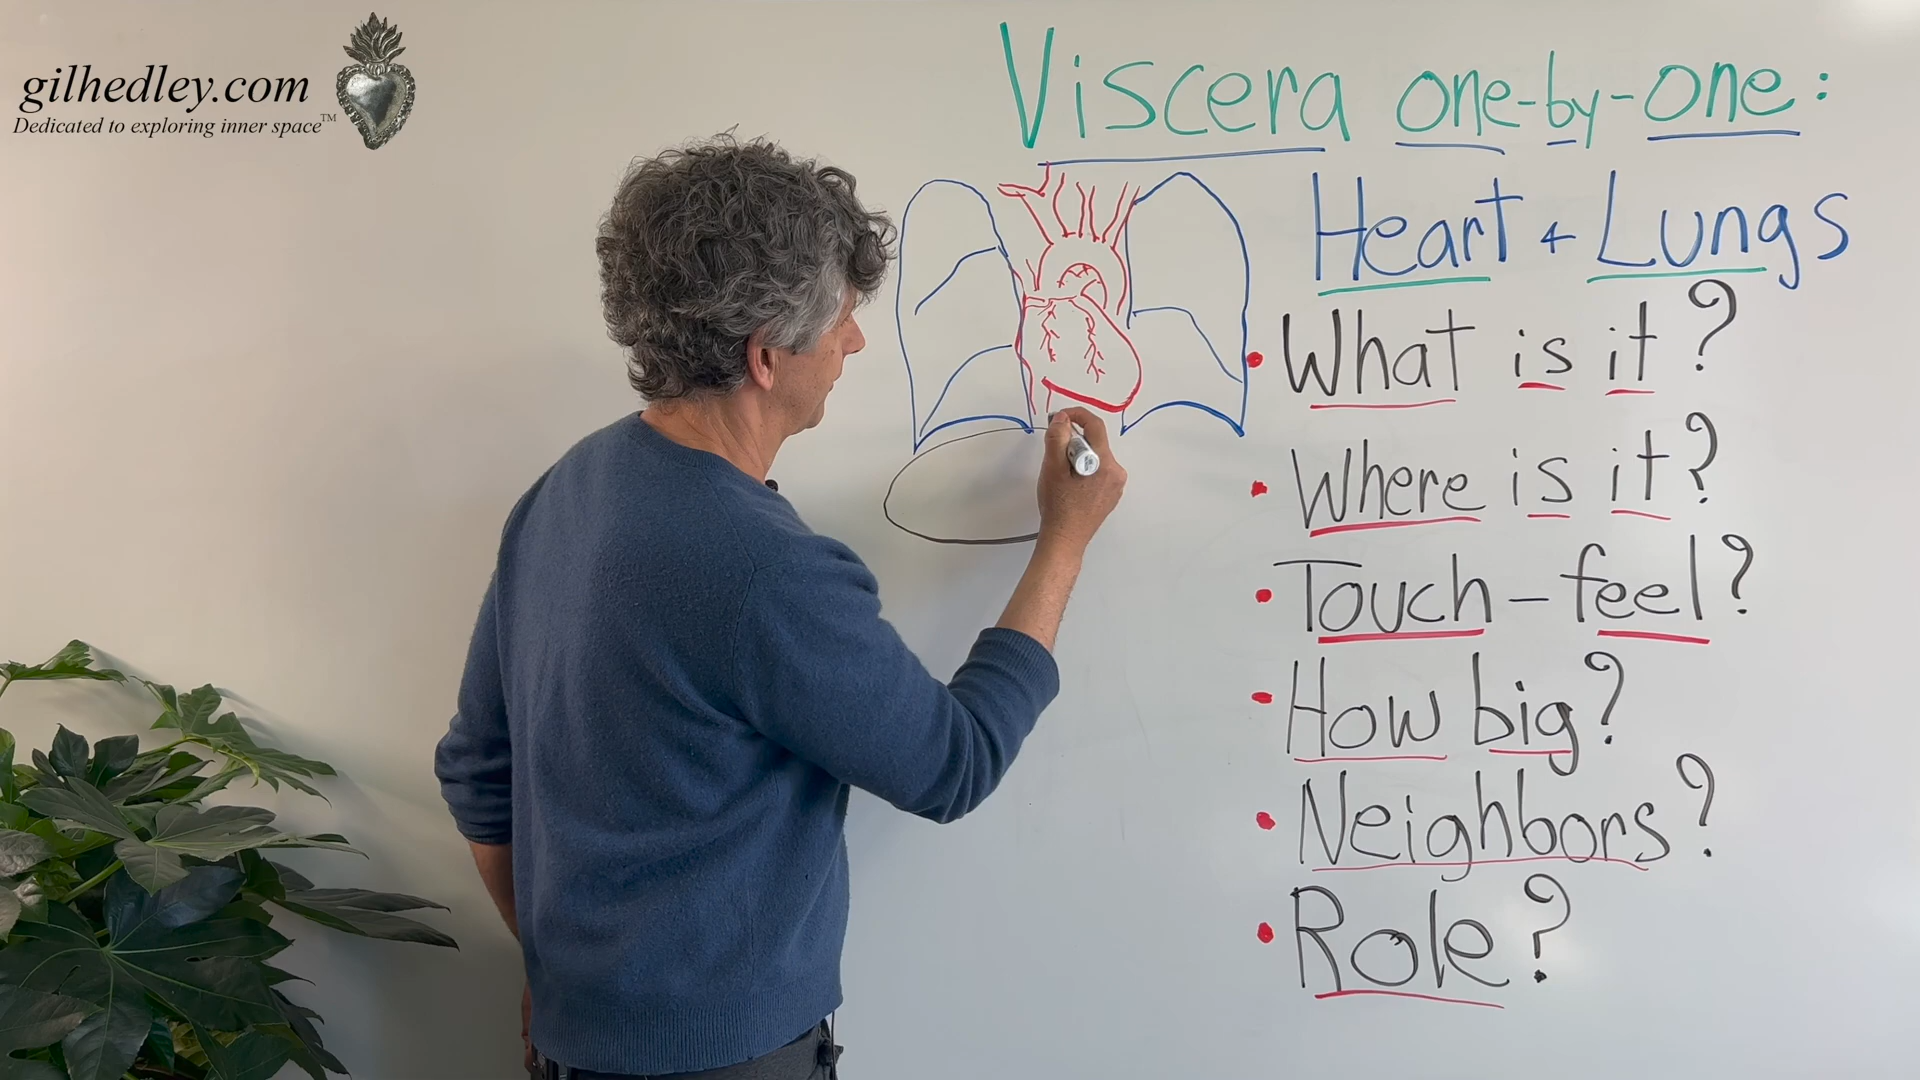 gilhedley.com
Dedicated to exploring inner space™
Viscera one-by-one:
Heart + Lungs
• What is it?
• Where is it?
• Touch - feel?
• How big?
• Neighbors?
• Role?